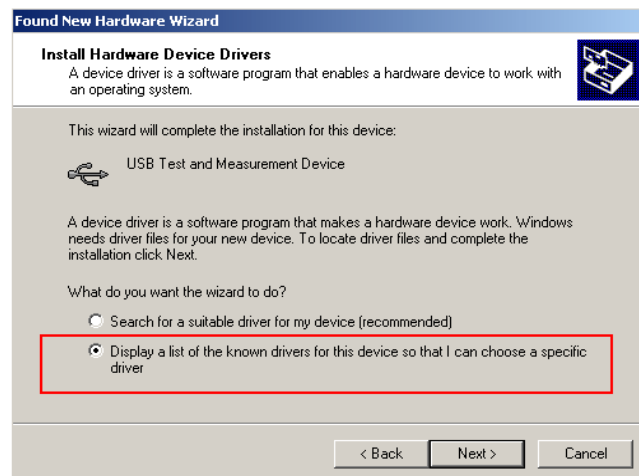 Found New Hardware Wizard
Install Hardware Device Drivers
A device driver is a software program that enables a hardware device to work with
an operating system.
This wizard will complete the installation for this device:
USB Test and Measurement Device
A device driver is a software program that makes a hardware device work. Windows
needs driver files for your new device. To locate driver files and complete the
installation click Next.
What do you want the wizard to do?
Search for a suitable driver for my device (recommended)
Display a list of the known drivers for this device so that I can choose a specific
driver
< Back Next > Cancel